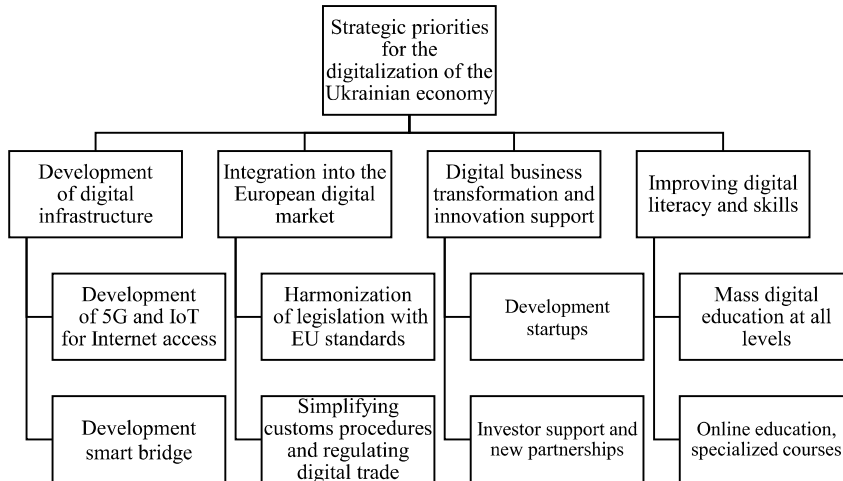 Strategic priorities
for the
digitalization of the
Ukrainian economy
Development
of digital
infrastructure
Integration into the
European digital
market
Digital business
transformation and
innovation support
Improving digital
literacy and skills
Development
of 5G and IoT
for Internet access
Harmonization
of legislation with
EU standards
Development
startups
Mass digital
education at all
levels
Development
smart bridge
Simplifying
customs procedures
and regulating
digital trade
Investor support and
new partnerships
Online education,
specialized courses